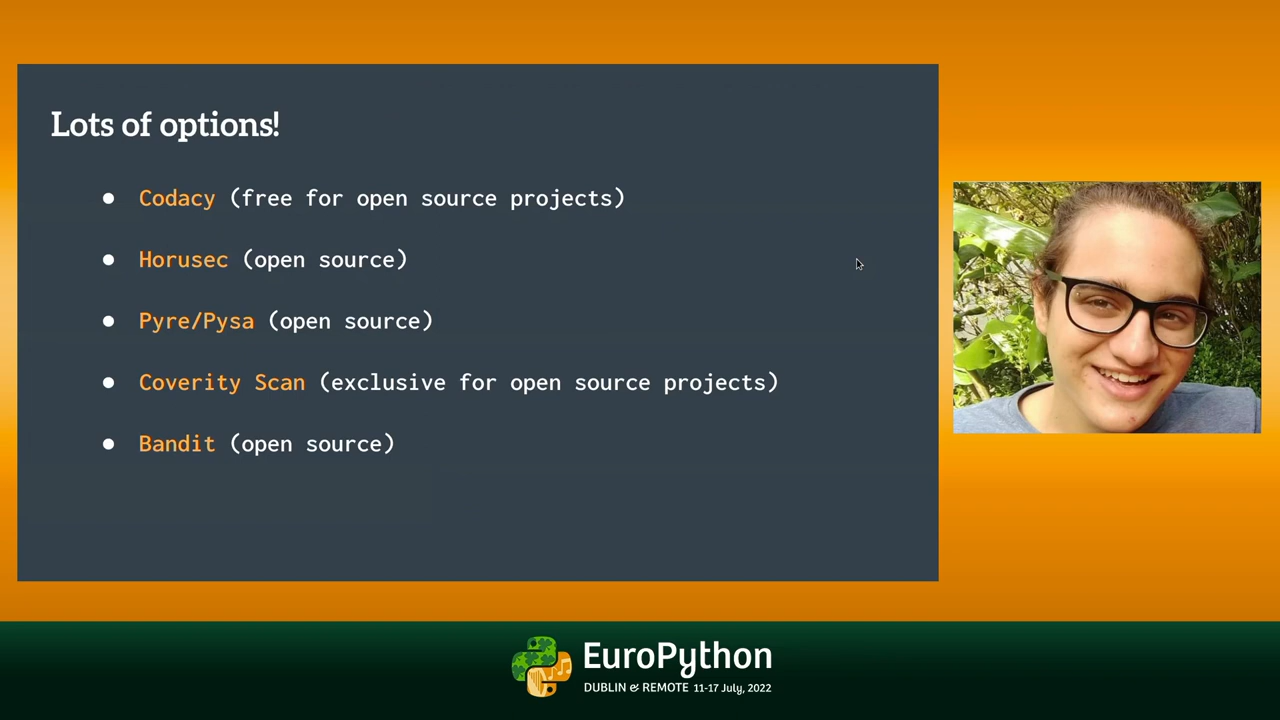 Lots of options!
● Codacy (free for open source projects)
● Horusec (open source)
● Pyre/Pysa (open source)
● Coverity Scan (exclusive for open source projects)
● Bandit (open source)
EuroPython
DUBLIN & REMOTE 11-17 July, 2022